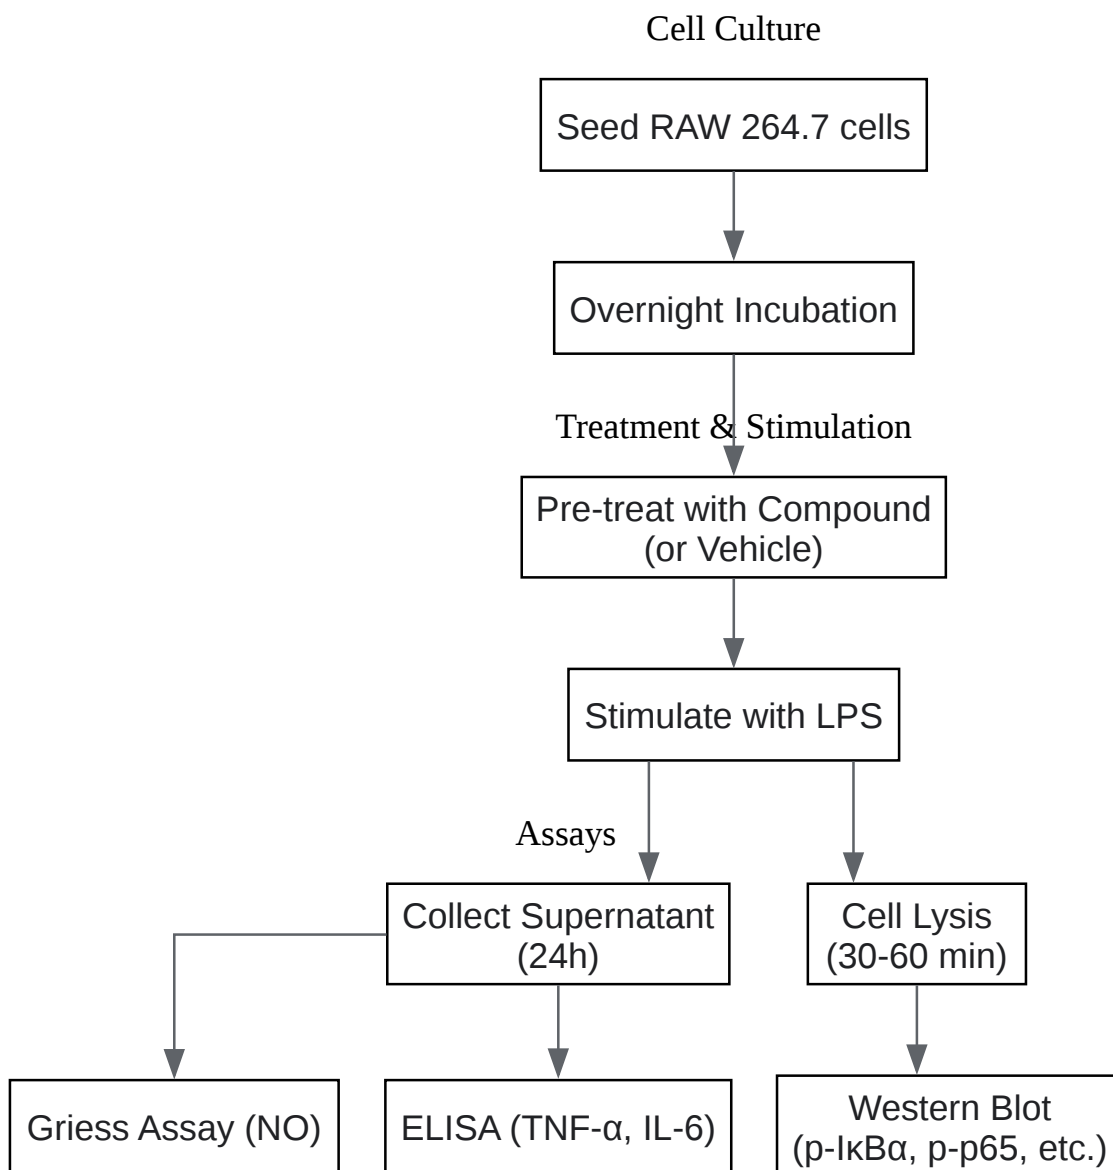 Cell Culture
Seed RAW 264.7 cells
Overnight Incubation
Treatment & Stimulation
Pre-treat with Compound
(or Vehicle)
Stimulate with LPS
Assays
Collect Supernatant
(24h)
Cell Lysis
(30-60 min)
Griess Assay (NO)
ELISA (TNF-α, IL-6)
Western Blot
(p-IκBα, p-p65, etc.)